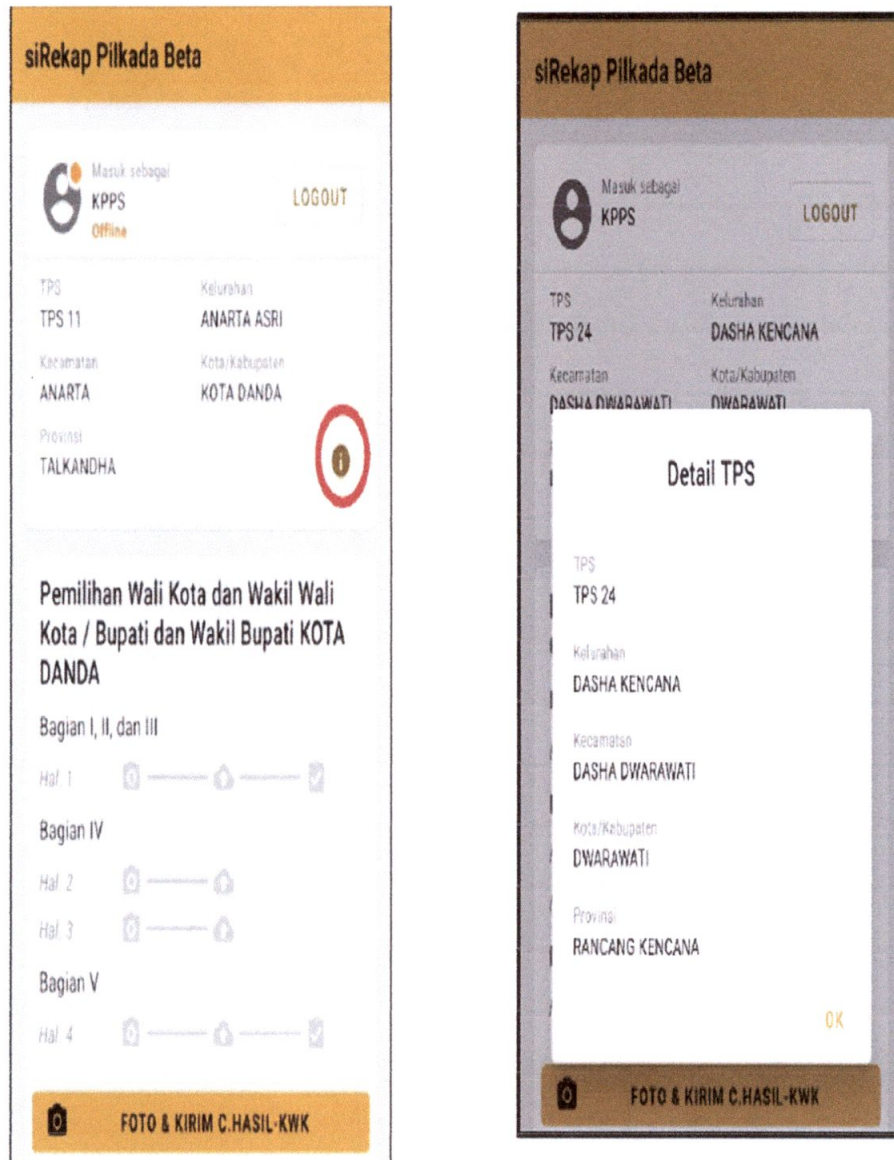 siRekap Pilkada Beta
Masuk sebagai
KPPS
Offline
LOGOUT
TPS
TPS 11
Kelurahan
ANARTA ASRI
Kecamatan
ANARTA
Kota/Kabupaten
KOTA DANDA
Provinsi
TALKANDHA
Pemilihan Wali Kota dan Wakil Wali
Kota / Bupati dan Wakil Bupati KOTA
DANDA
Bagian I, II, dan III
Hal. 1
Bagian IV
Hal. 2
Hal. 3
Bagian V
Hal. 4
FOTO & KIRIM C.HASIL-KWK
siRekap Pilkada Beta
Masuk sebagai
KPPS
LOGOUT
TPS
TPS 24
Kelurahan
DASHA KENCANA
Kecamatan
DASHA DWARAWATI
Kota/Kabupaten
DWARAWATI
Detail TPS
TPS
TPS 24
Kelurahan
DASHA KENCANA
Kecamatan
DASHA DWARAWATI
Kota/Kabupaten
DWARAWATI
Provinsi
RANCANG KENCANA
OK
FOTO & KIRIM C.HASIL-KWK